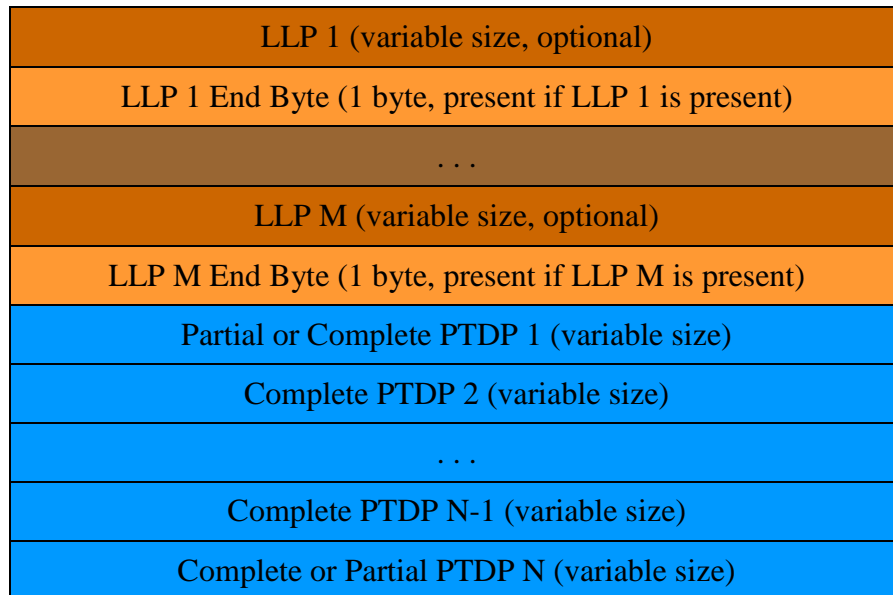 LLP 1 (variable size, optional)
LLP 1 End Byte (1 byte, present if LLP 1 is present)
. . .
LLP M (variable size, optional)
LLP M End Byte (1 byte, present if LLP M is present)
Partial or Complete PTDP 1 (variable size)
Complete PTDP 2 (variable size)
. . .
Complete PTDP N-1 (variable size)
Complete or Partial PTDP N (variable size)